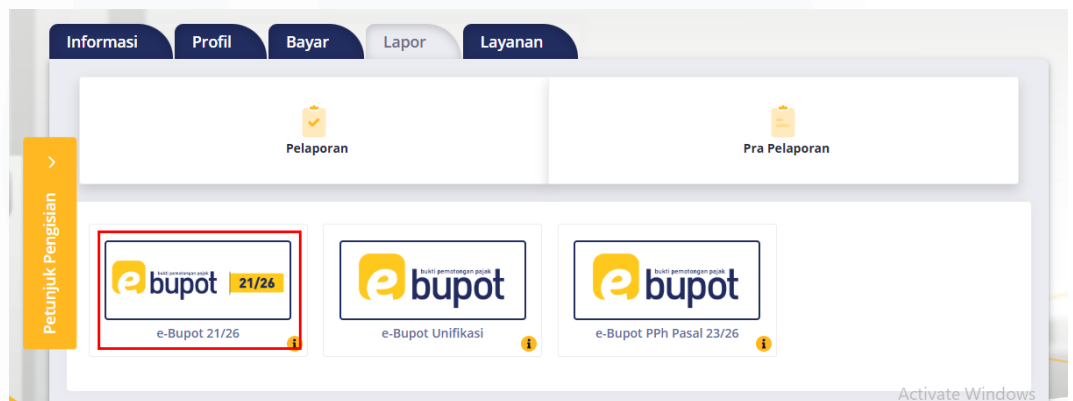 Informasi Profil Bayar Lapor Layanan
Pelaporan Pra Pelaporan
Petunjuk Pengisian
bukti pemotongan pajak
e bupot 21/26
bukti pemotongan pajak
e bupot
bukti pemotongan pajak
e bupot
e-Bupot 21/26 e-Bupot Unifikasi e-Bupot PPh Pasal 23/26
Activate Windows